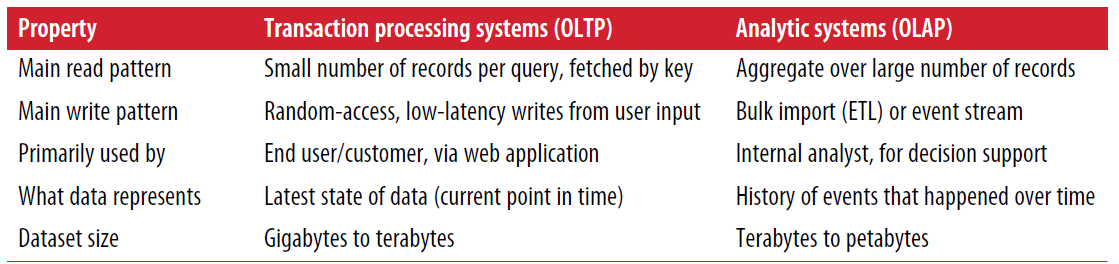 Property Transaction processing systems (OLTP) Analytic systems (OLAP)
Main read pattern Small number of records per query, fetched by key Aggregate over large number of records
Main write pattern Random-access, low-latency writes from user input Bulk import (ETL) or event stream
Primarily used by End user/customer, via web application Internal analyst, for decision support
What data represents Latest state of data (current point in time) History of events that happened over time
Dataset size Gigabytes to terabytes Terabytes to petabytes